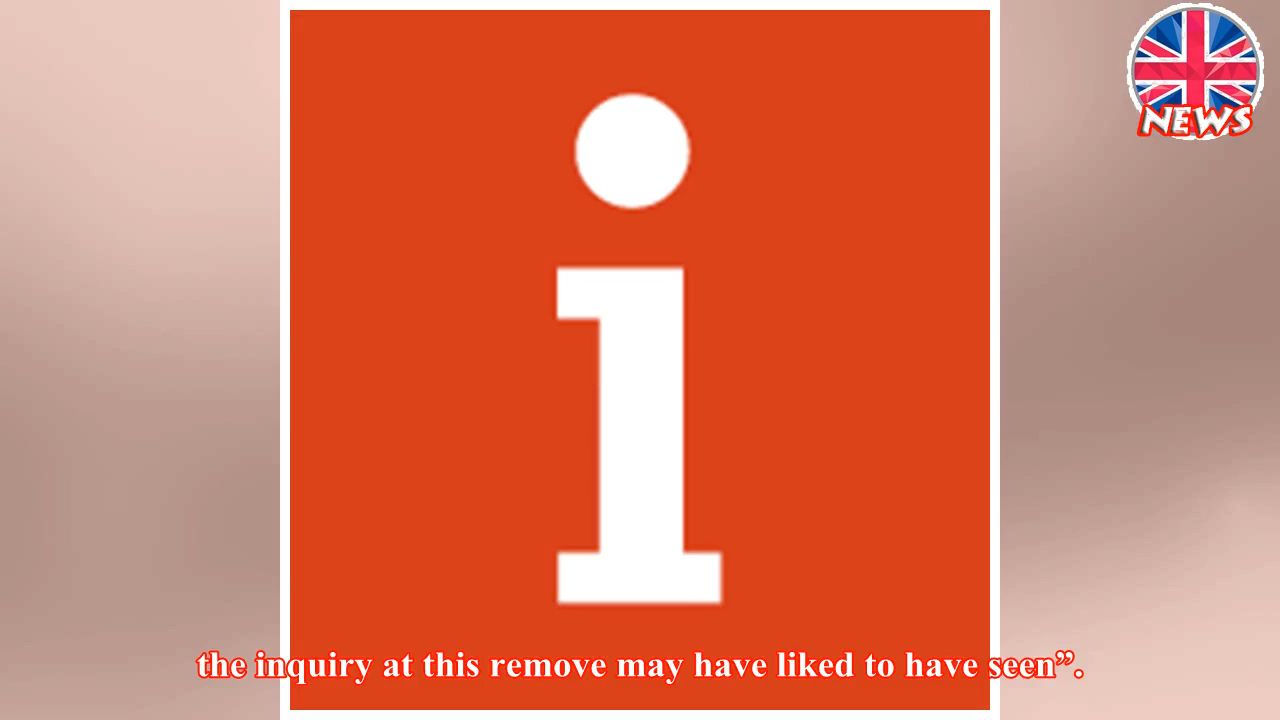 NEWS
i
the inquiry at this remove may have liked to have seen”.